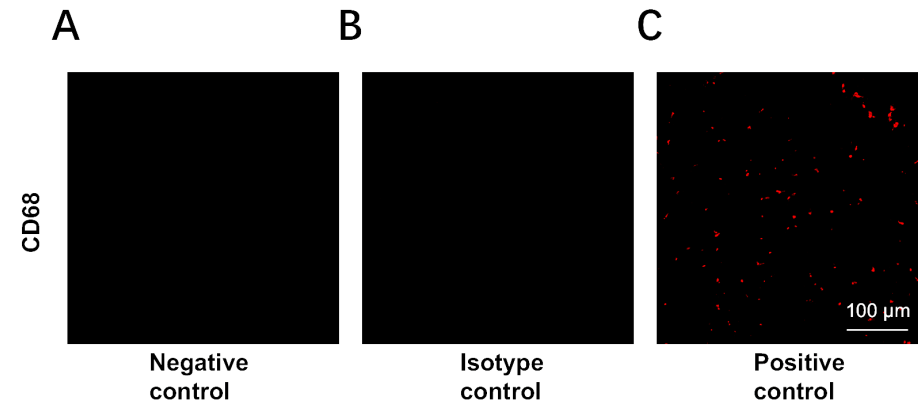 A
B
C
CD68
100 µm
Negative
control
Isotype
control
Positive
control